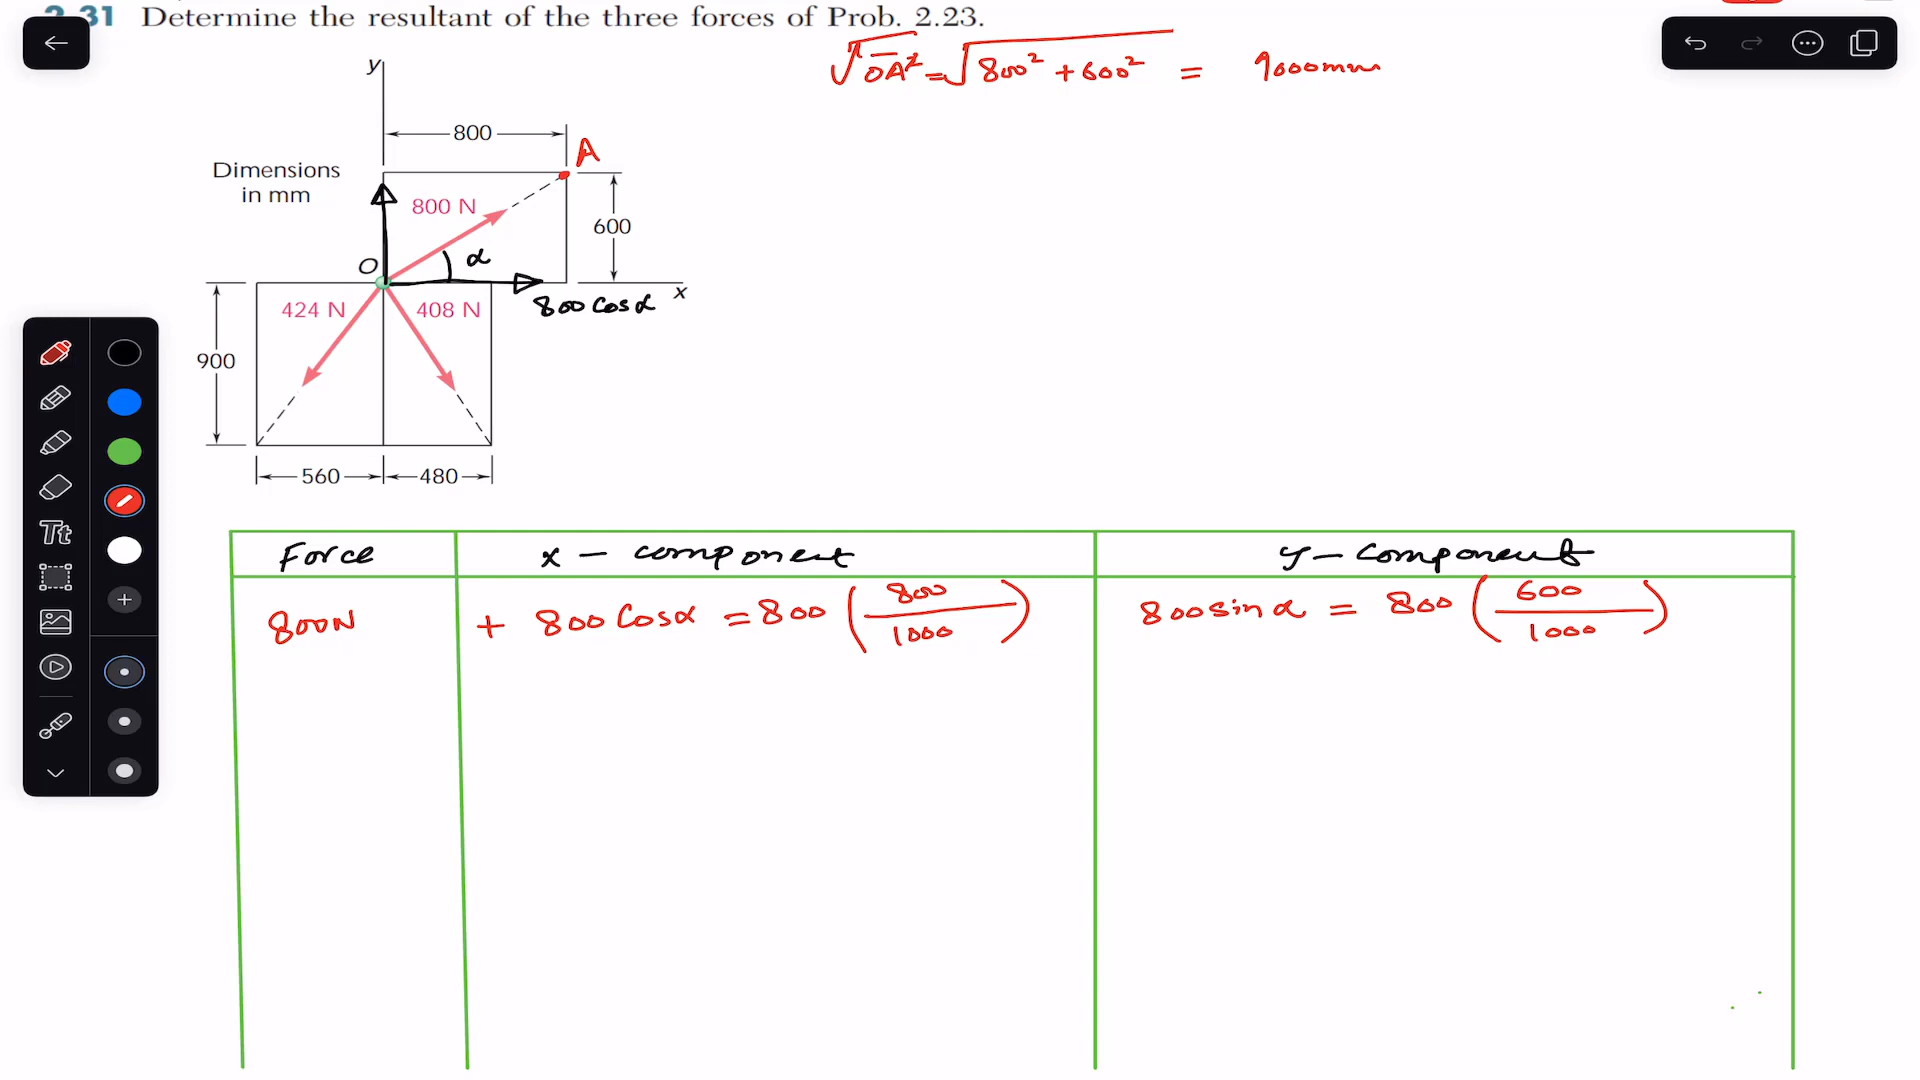 2.31 Determine the resultant of the three forces of Prob. 2.23.
√OA² = √800² + 600² = 1000mm
y
800
A
Dimensions
in mm
800 N
600
α
O
x
800 cosα
424 N
408 N
900
560
480
Tt
Force
x - component
y - component
800N
+ 800 Cosα = 800 (800/1000)
800 sin α = 800 (600/1000)